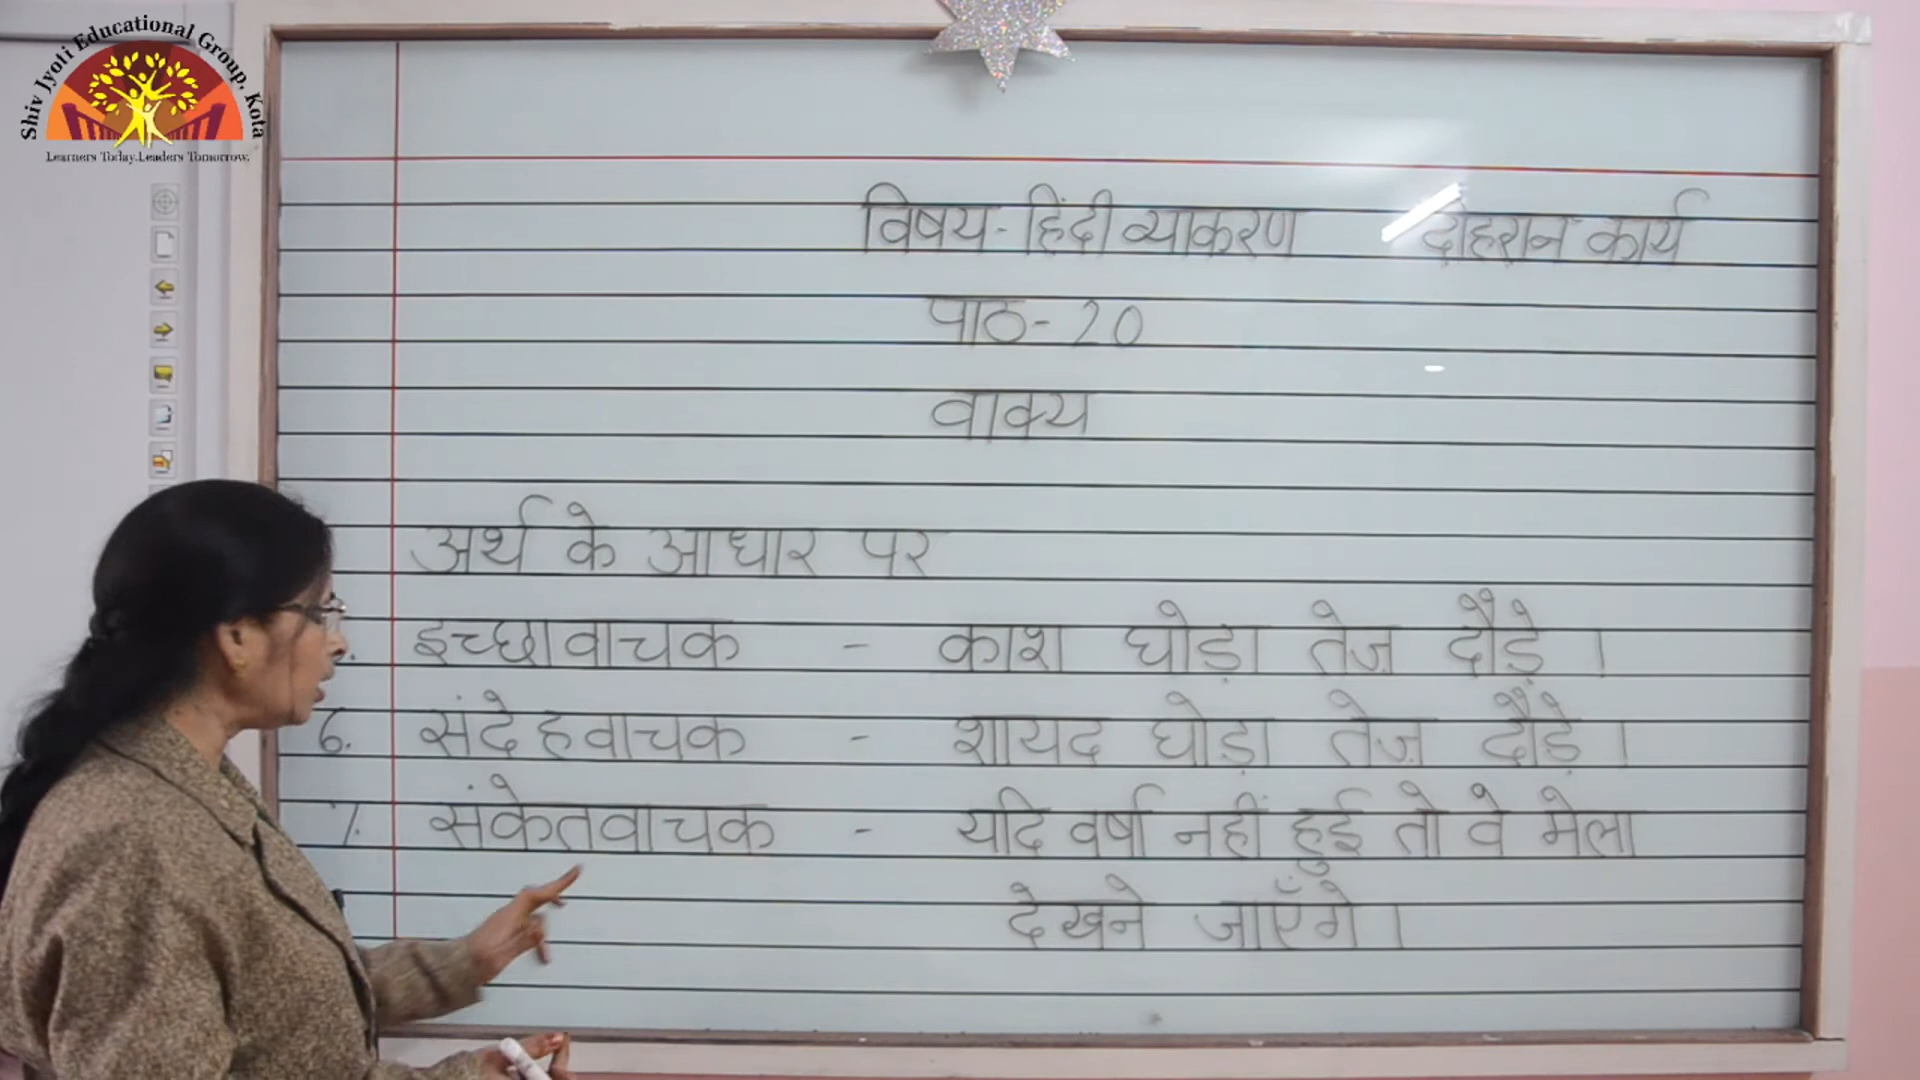 Shiv Jyoti Educational Group, Kota
Learners Today.Leaders Tomorrow.
विषय - हिंदी व्याकरण दोहरान कार्य
पाठ - 20
वाक्य
अर्थ के आधार पर
इच्छावाचक - काश घोड़ा तेज़ दौड़े ।
6. संदेहवाचक - शायद घोड़ा तेज़ दौड़े ।
7. संकेतवाचक - यदि वर्षा नहीं हुई तो वे मेला
देखने जाएँगे ।